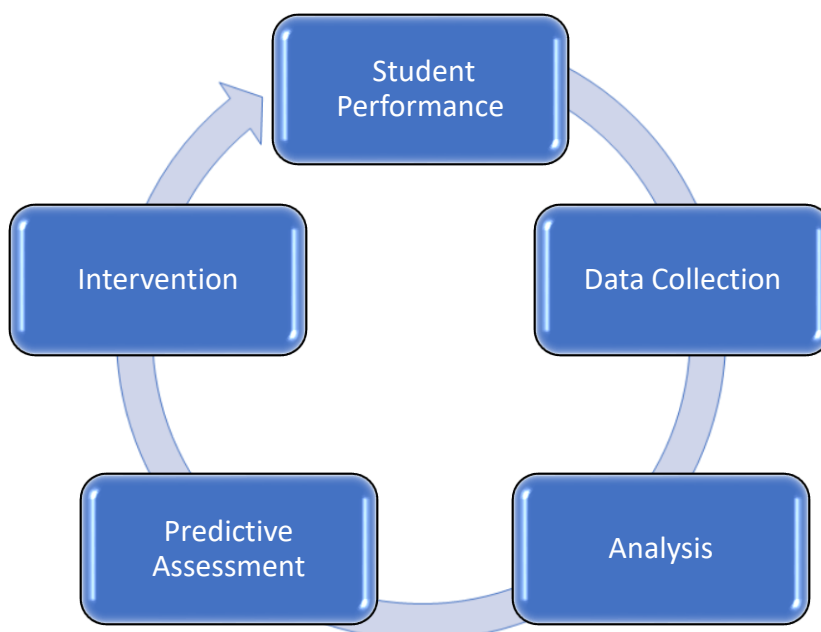 Student
Performance
Data Collection
Analysis
Predictive
Assessment
Intervention